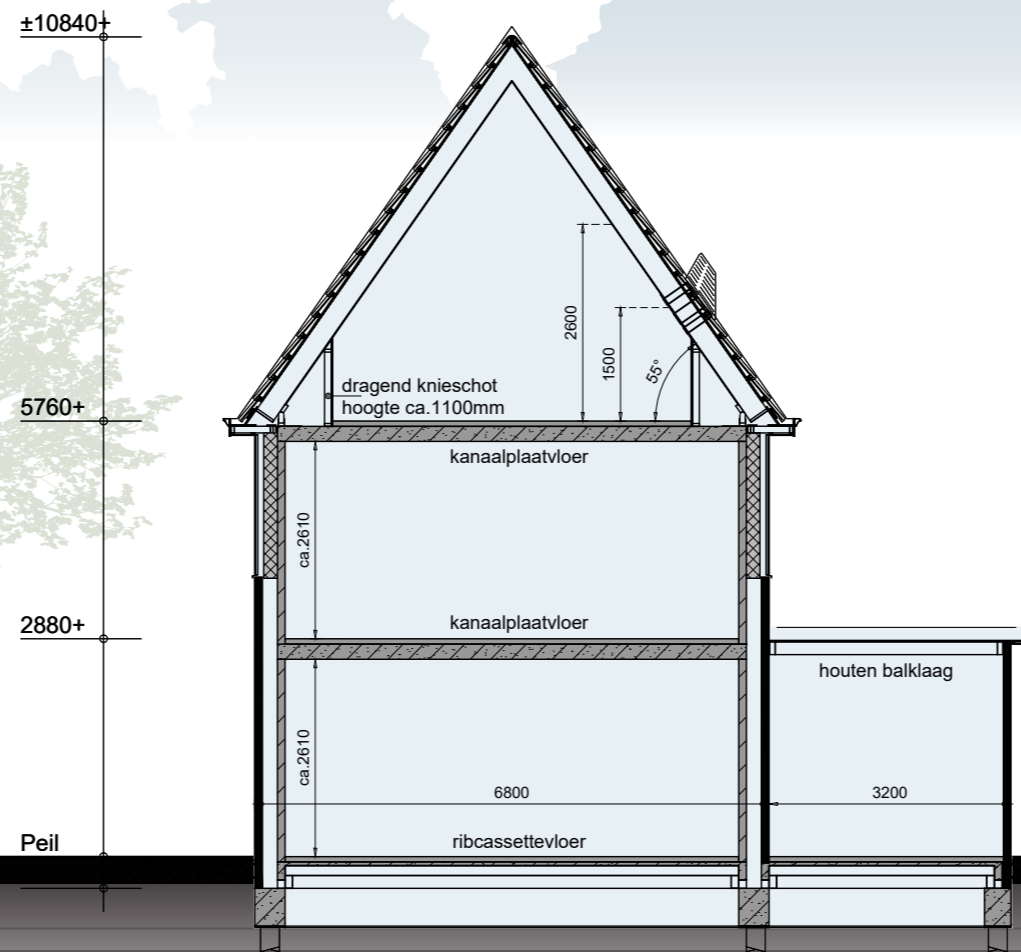 ±10840+
2600
1500
55°
dragend knieschot
hoogte ca.1100mm
5760+
kanaalplaatvloer
ca.2610
kanaalplaatvloer
2880+
houten balklaag
ca.2610
6800
3200
ribcassettevloer
Peil